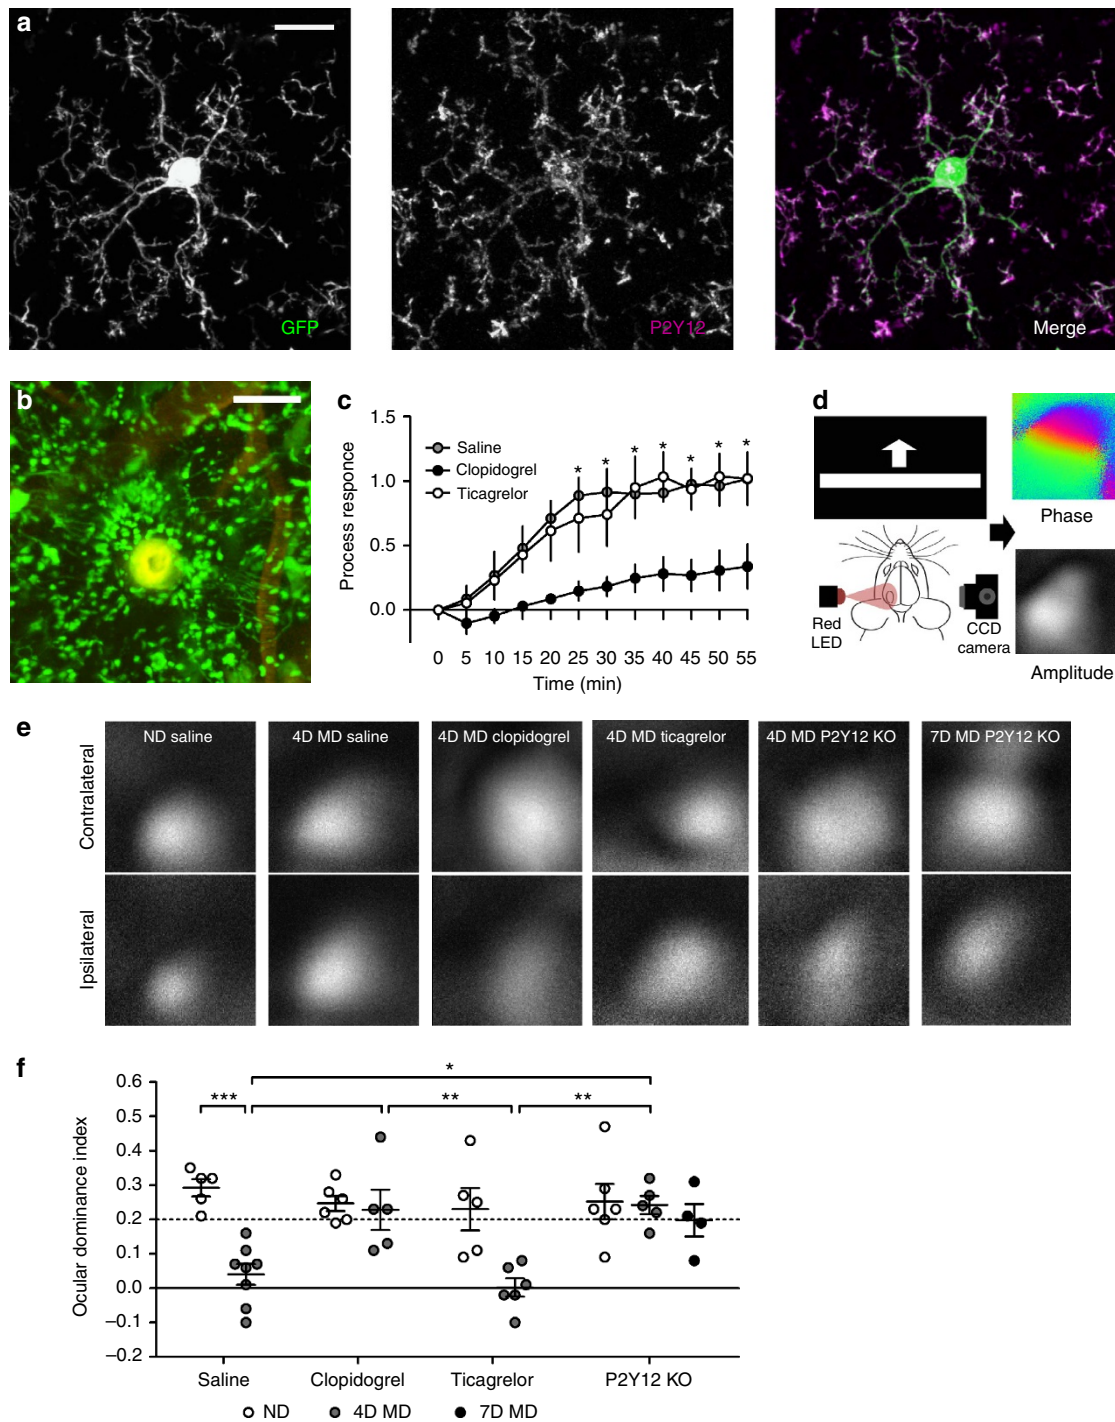 a
GFP
P2Y12
Merge
b
c
1.5
1.0
0.5
0.0
Process responce
Saline
Clopidogrel
Ticagrelor
* * * * * * *
0 5 10 15 20 25 30 35 40 45 50 55
Time (min)
d
Phase
Red
LED
CCD
camera
Amplitude
e
ND saline
4D MD saline
4D MD clopidogrel
4D MD ticagrelor
4D MD P2Y12 KO
7D MD P2Y12 KO
Contralateral
Ipsilateral
f
*
*** ** **
0.6
0.5
0.4
0.3
0.2
0.1
0.0
–0.1
–0.2
Ocular dominance index
Saline Clopidogrel Ticagrelor P2Y12 KO
ND 4D MD 7D MD